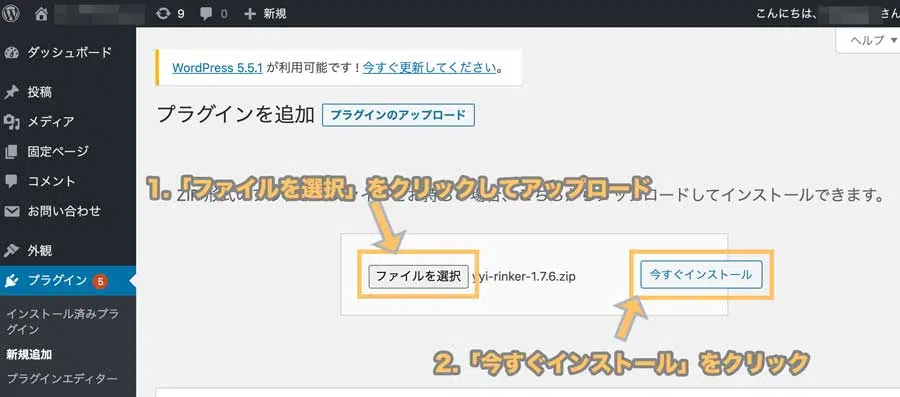 9 0 新規 こんにちは、 さん
ヘルプ
ダッシュボード
WordPress 5.5.1 が利用可能です ! 今すぐ更新してください。
投稿
メディア
プラグインを追加 プラグインのアップロード
固定ページ
コメント
お問い合わせ
1.「ファイルを選択」をクリックしてアップロード
ロードしてインストールできます。
外観
プラグイン 5
ファイルを選択 yyi-rinker-1.7.6.zip 今すぐインストール
インストール済みプラグイン
新規追加
プラグインエディター
2.「今すぐインストール」をクリック